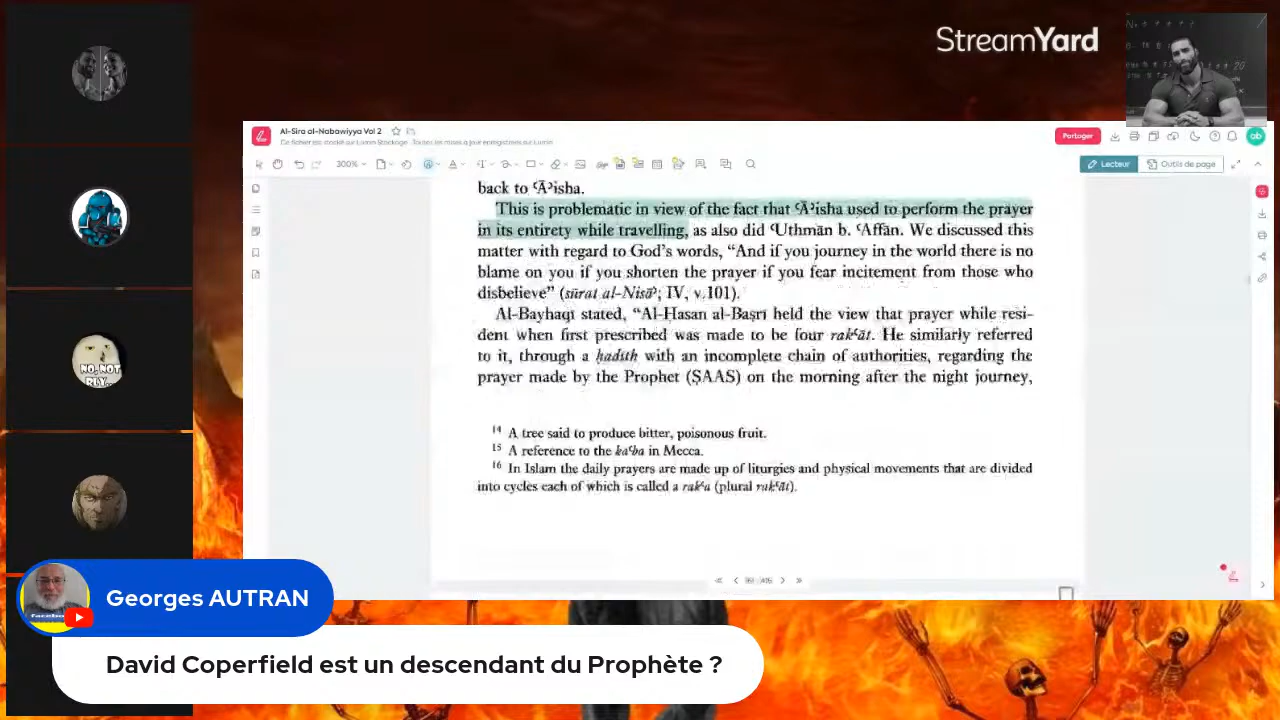 StreamYard
Al-Sira al-Nabawiyya Vol 2
Partager
ab
300%
Lecteur
Outils de page
back to ʿĀʾisha.
This is problematic in view of the fact that ʿĀʾisha used to perform the prayer
in its entirety while travelling, as also did ʿUthmān b. ʿAffān. We discussed this
matter with regard to God’s words, “And if you journey in the world there is no
blame on you if you shorten the prayer if you fear incitement from those who
disbelieve” (sūrat al-Nisāʾ; IV, v.101).
Al-Bayhaqī stated, “Al-Ḥasan al-Baṣrī held the view that prayer while resi-
dent when first prescribed was made to be four rakʿāt. He similarly referred
to it, through a ḥadīth with an incomplete chain of authorities, regarding the
prayer made by the Prophet (ṢAAS) on the morning after the night journey,
14 A tree said to produce bitter, poisonous fruit.
15 A reference to the kaʿba in Mecca.
16 In Islam the daily prayers are made up of liturgies and physical movements that are divided
into cycles each of which is called a rakʿa (plural rakʿāt).
NO, NOT
RLY...
Georges AUTRAN
David Coperfield est un descendant du Prophète ?